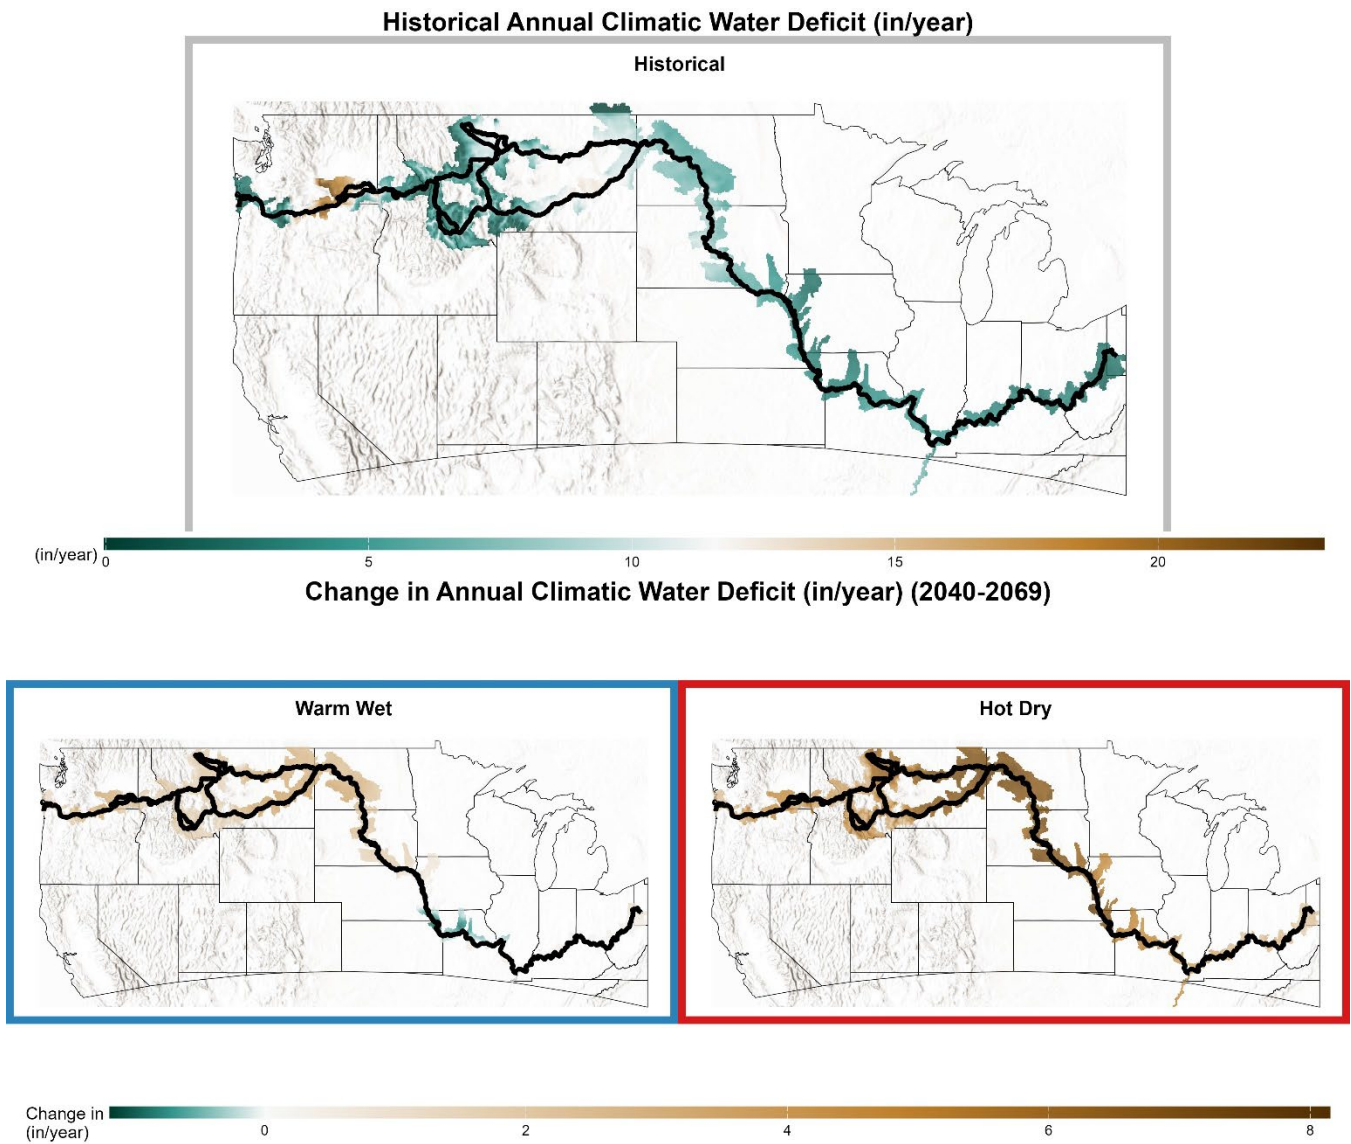 Historical Annual Climatic Water Deficit (in/year)
Historical
(in/year)
0 5 10 15 20
Change in Annual Climatic Water Deficit (in/year) (2040-2069)
Warm Wet
Hot Dry
Change in
(in/year)
0 2 4 6 8